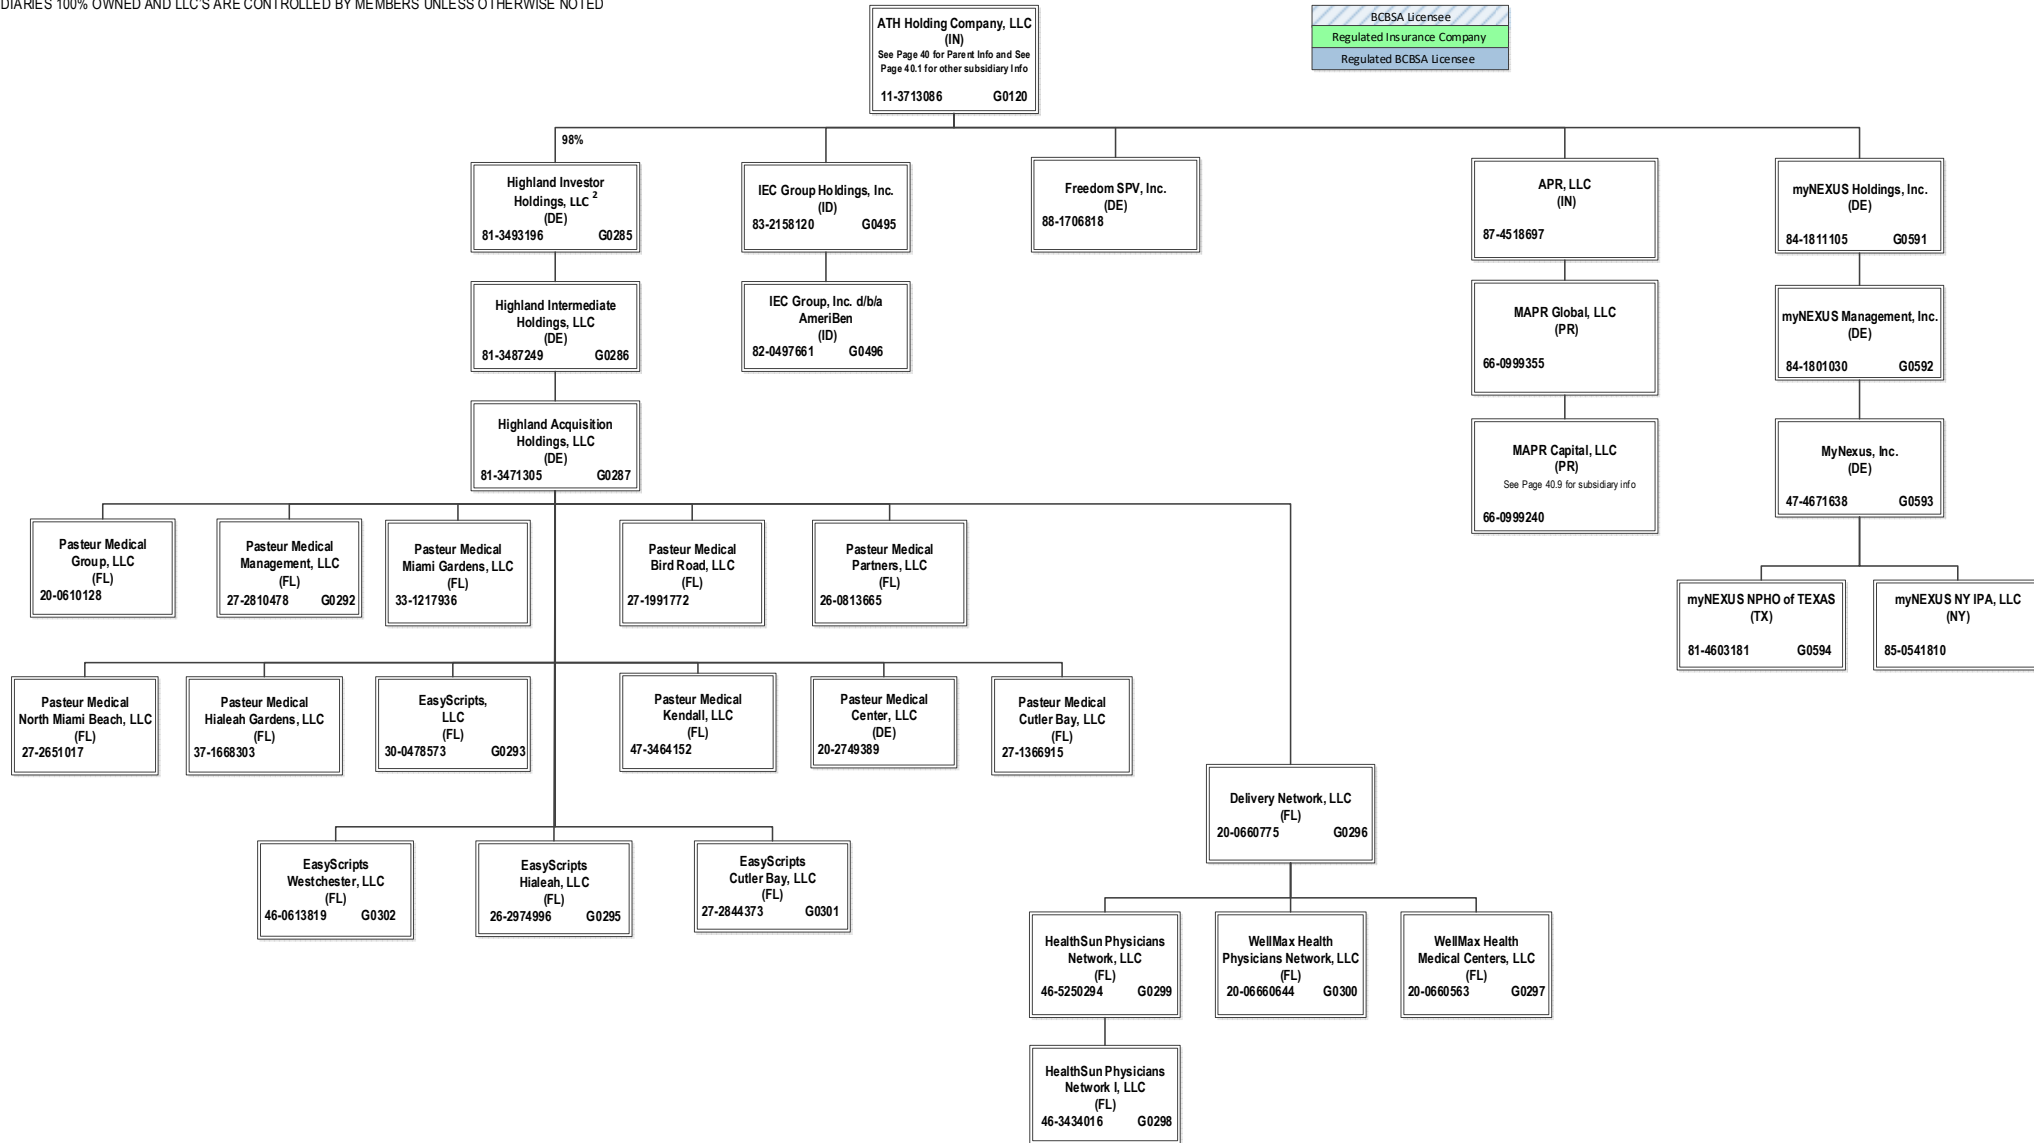 DIARIES 100% OWNED AND LLC'S ARE CONTROLLED BY MEMBERS UNLESS OTHERWISE NOTED
ATH Holding Company, LLC
(IN)
See Page 40 for Parent Info and See
Page 40.1 for other subsidiary Info
11-3713086 G0120
BCBSA Licensee
Regulated Insurance Company
Regulated BCBSA Licensee
98%
Highland Investor
Holdings, LLC 2
(DE)
81-3493196 G0285
IEC Group Holdings, Inc.
(ID)
83-2158120 G0495
Freedom SPV, Inc.
(DE)
88-1706818
APR, LLC
(IN)
87-4518697
myNEXUS Holdings, Inc.
(DE)
84-1811105 G0591
Highland Intermediate
Holdings, LLC
(DE)
81-3487249 G0286
IEC Group, Inc. d/b/a
AmeriBen
(ID)
82-0497661 G0496
MAPR Global, LLC
(PR)
66-0999355
myNEXUS Management, Inc.
(DE)
84-1801030 G0592
Highland Acquisition
Holdings, LLC
(DE)
81-3471305 G0287
MAPR Capital, LLC
(PR)
See Page 40.9 for subsidiary info
66-0999240
MyNexus, Inc.
(DE)
47-4671638 G0593
Pasteur Medical
Group, LLC
(FL)
20-0610128
Pasteur Medical
Management, LLC
(FL)
27-2810478 G0292
Pasteur Medical
Miami Gardens, LLC
(FL)
33-1217936
Pasteur Medical
Bird Road, LLC
(FL)
27-1991772
Pasteur Medical
Partners, LLC
(FL)
26-0813665
myNEXUS NPHO of TEXAS
(TX)
81-4603181 G0594
myNEXUS NY IPA, LLC
(NY)
85-0541810
Pasteur Medical
North Miami Beach, LLC
(FL)
27-2651017
Pasteur Medical
Hialeah Gardens, LLC
(FL)
37-1668303
EasyScripts,
LLC
(FL)
30-0478573 G0293
Pasteur Medical
Kendall, LLC
(FL)
47-3464152
Pasteur Medical
Center, LLC
(DE)
20-2749389
Pasteur Medical
Cutler Bay, LLC
(FL)
27-1366915
Delivery Network, LLC
(FL)
20-0660775 G0296
EasyScripts
Westchester, LLC
(FL)
46-0613819 G0302
EasyScripts
Hialeah, LLC
(FL)
26-2974996 G0295
EasyScripts
Cutler Bay, LLC
(FL)
27-2844373 G0301
HealthSun Physicians
Network, LLC
(FL)
46-5250294 G0299
WellMax Health
Physicians Network, LLC
(FL)
20-06660644 G0300
WellMax Health
Medical Centers, LLC
(FL)
20-0660563 G0297
HealthSun Physicians
Network I, LLC
(FL)
46-3434016 G0298